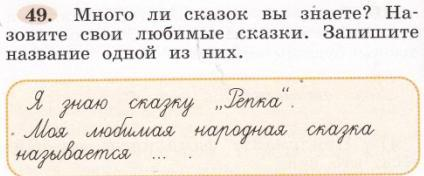 49. Много ли сказок вы знаете? На-
зовите свои любимые сказки. Запишите
название одной из них.
Я знаю сказку „Репка“.
Моя любимая народная сказка
называется ... .